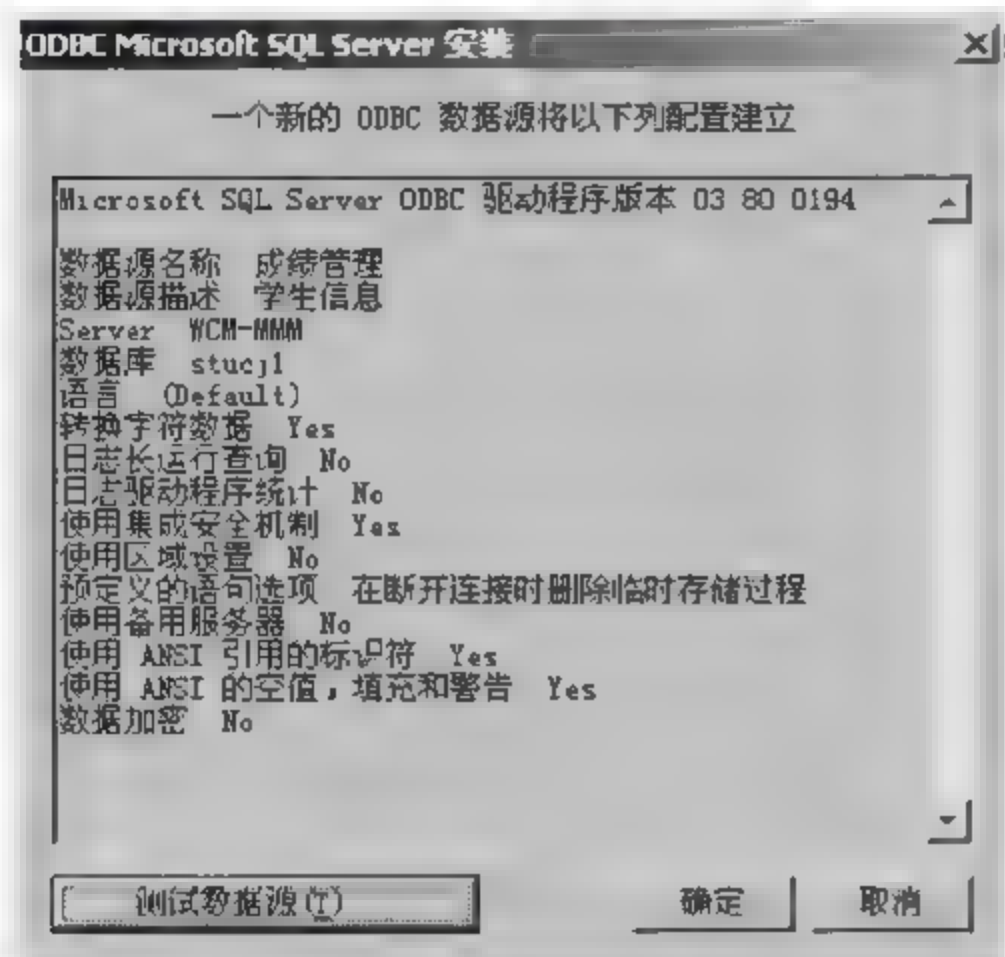 ODBC Microsoft SQL Server 安装
一个新的 ODBC 数据源将以下列配置建立
Microsoft SQL Server ODBC 驱动程序版本 03 80 0194
数据源名称 成绩管理
数据源描述 学生信息
Server WCM-MMM
数据库 stucj1
语言 (Default)
转换字符数据 Yes
日志长运行查询 No
日志驱动程序统计 No
使用集成安全机制 Yes
使用区域设置 No
预定义的语句选项 在断开连接时删除临时存储过程
使用备用服务器 No
使用 ANSI 引用的标识符 Yes
使用 ANSI 的空值，填充和警告 Yes
数据加密 No
测试数据源(T) 确定 取消